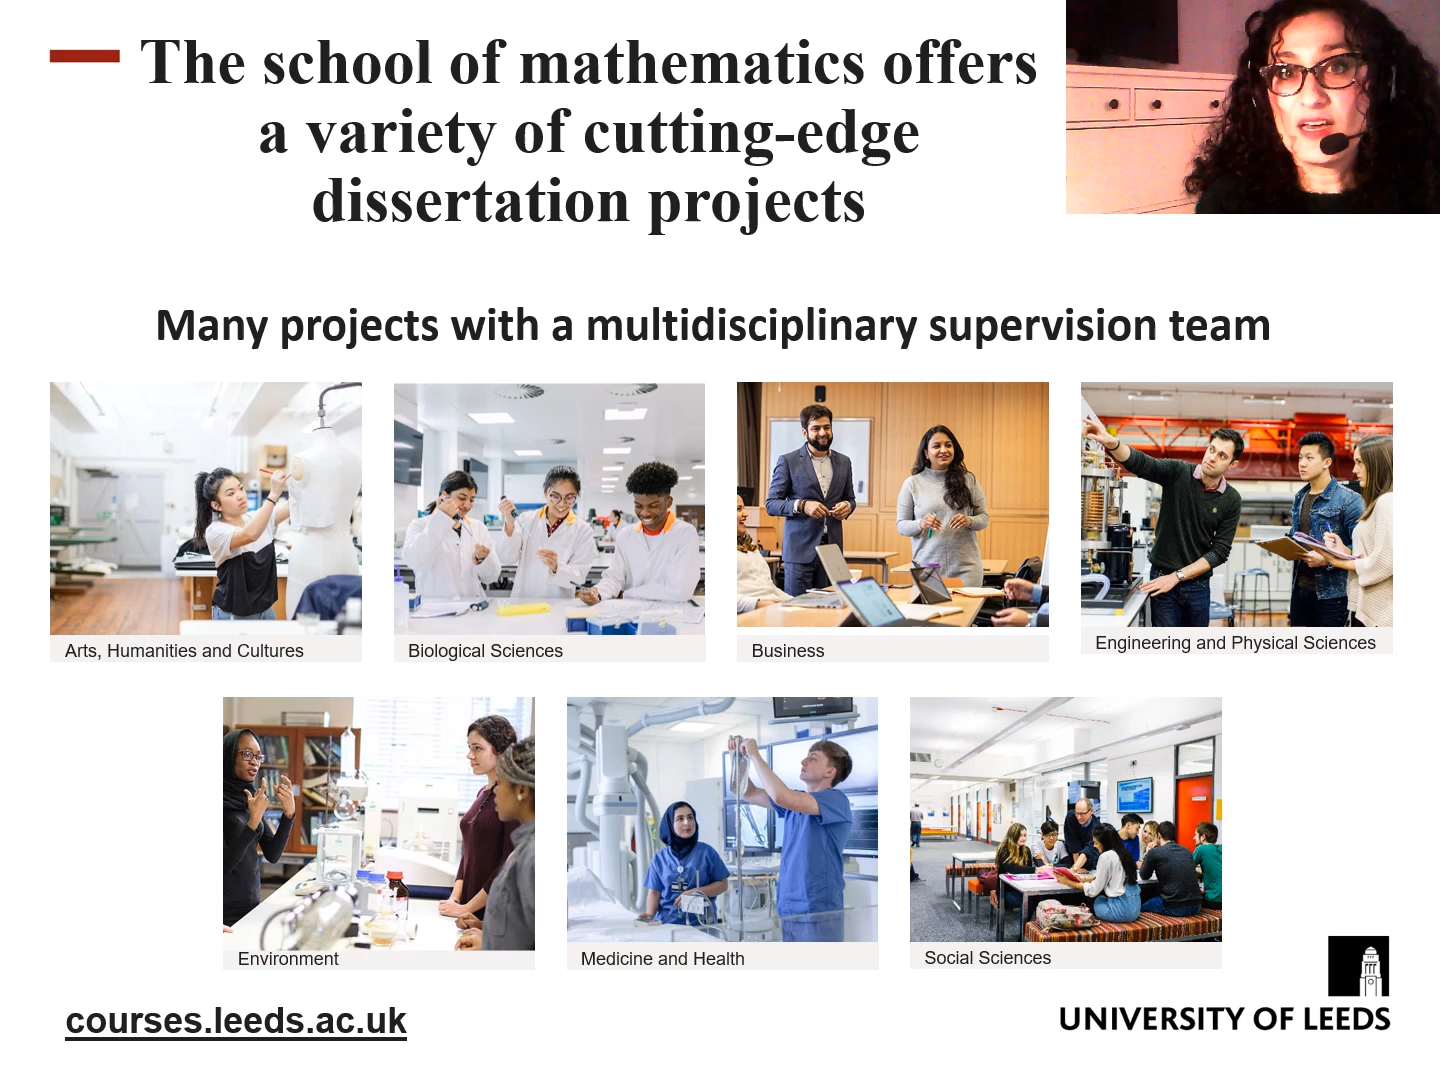 The school of mathematics offers
a variety of cutting-edge
dissertation projects
Many projects with a multidisciplinary supervision team
Arts, Humanities and Cultures
Biological Sciences
Business
Engineering and Physical Sciences
Environment
Medicine and Health
Social Sciences
courses.leeds.ac.uk
UNIVERSITY OF LEEDS